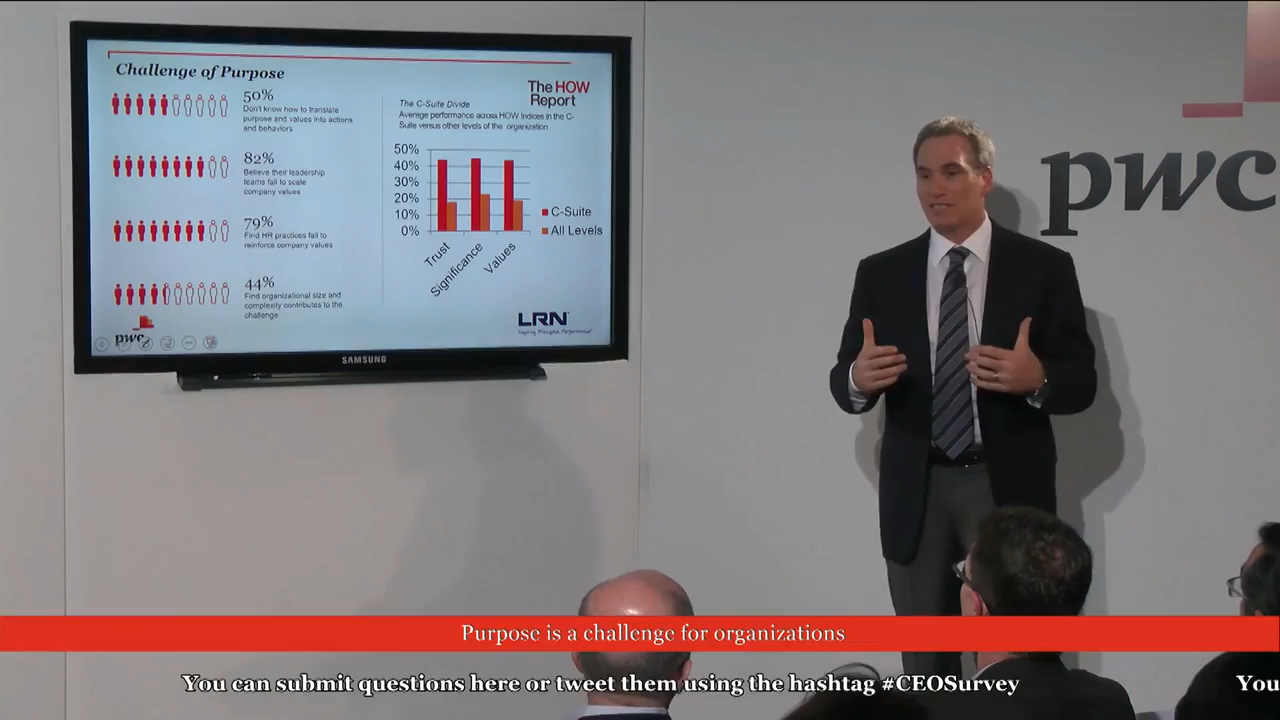 Challenge of Purpose
50%
Don't know how to translate
purpose and values into actions
and behaviors
82%
Believe their leadership
teams fail to scale
company values
79%
Find HR practices fail to
reinforce company values
44%
Find organizational size and
complexity contributes to the
challenge
pwc
The HOW
Report
The C-Suite Divide
Average performance across HOW Indices in the C-
Suite versus other levels of the organization
50%
40%
30%
20%
10%
0%
Trust
Significance
Values
C-Suite
All Levels
LRN
Inspiring Principled Performance
SAMSUNG
pwc
Purpose is a challenge for organizations
You can submit questions here or tweet them using the hashtag #CEOSurvey
You